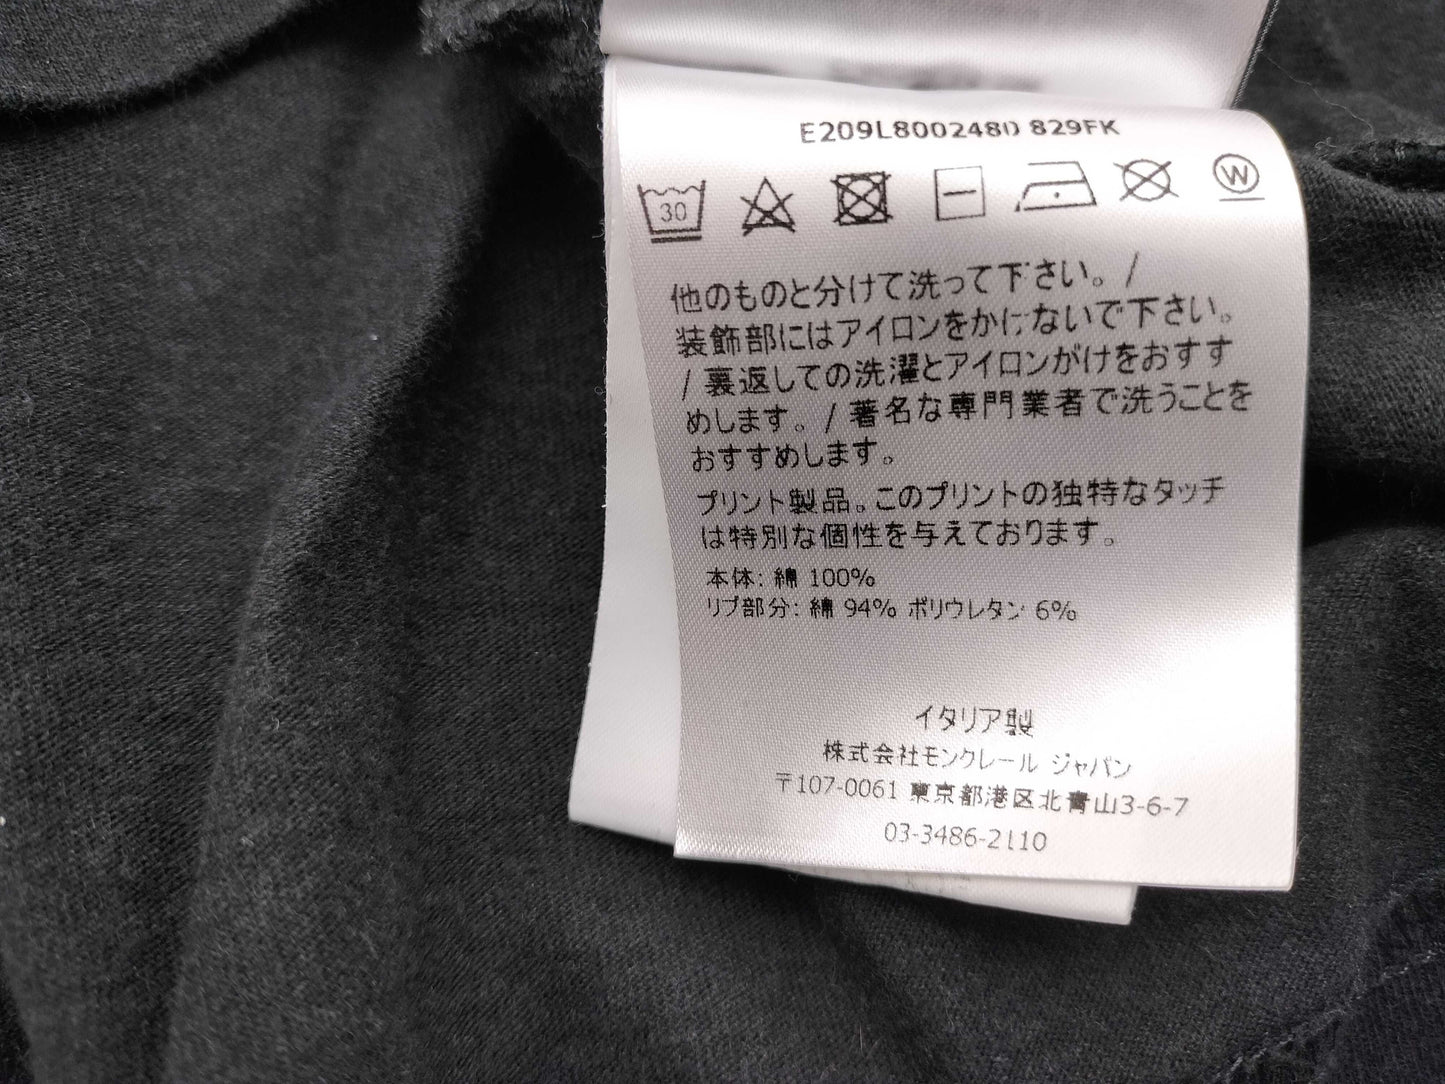 E209L8002480 829FK
30
W
他のものと分けて洗って下さい。/
装飾部にはアイロンをかけないで下さい。
/ 裏返しての洗濯とアイロンがけをおすす
めします。/ 著名な専門業者で洗うことを
おすすめします。
プリント製品。このプリントの独特なタッチ
は特別な個性を与えております。
本体: 綿 100%
リブ部分: 綿 94% ポリウレタン 6%
イタリア製
株式会社モンクレール ジャパン
〒107-0061 東京都港区北青山3-6-7
03-3486-2110